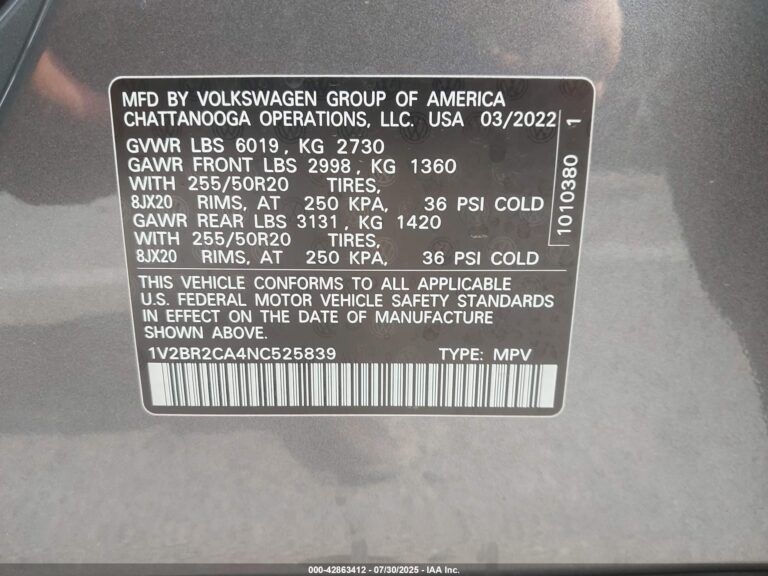 MFD BY VOLKSWAGEN GROUP OF AMERICA
CHATTANOOGA OPERATIONS, LLC. USA 03/2022
GVWR LBS 6019, KG 2730
GAWR FRONT LBS 2998, KG 1360
WITH 255/50R20 TIRES,
8JX20 RIMS, AT 250 KPA, 36 PSI COLD
GAWR REAR LBS 3131, KG 1420
WITH 255/50R20 TIRES,
8JX20 RIMS, AT 250 KPA, 36 PSI COLD
THIS VEHICLE CONFORMS TO ALL APPLICABLE
U.S. FEDERAL MOTOR VEHICLE SAFETY STANDARDS
IN EFFECT ON THE DATE OF MANUFACTURE
SHOWN ABOVE.
1V2BR2CA4NC525839 TYPE: MPV
1010380 1
000-42863412 - 07/30/2025 - IAA Inc.